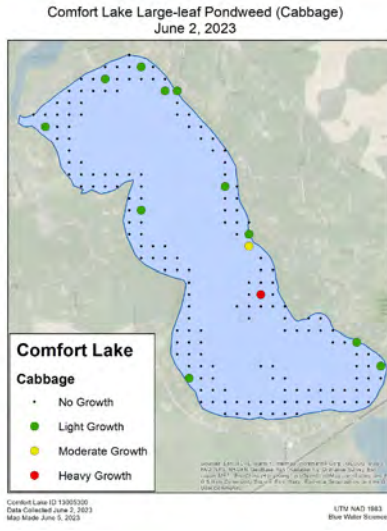 Comfort Lake Large-leaf Pondweed (Cabbage)
June 2, 2023
Comfort Lake
Cabbage
No Growth
Light Growth
Moderate Growth
Heavy Growth
Comfort Lake ID 13005300
Data Collected June 2, 2023
Map Made June 5, 2023
UTM NAD 1983
Blue Water Science